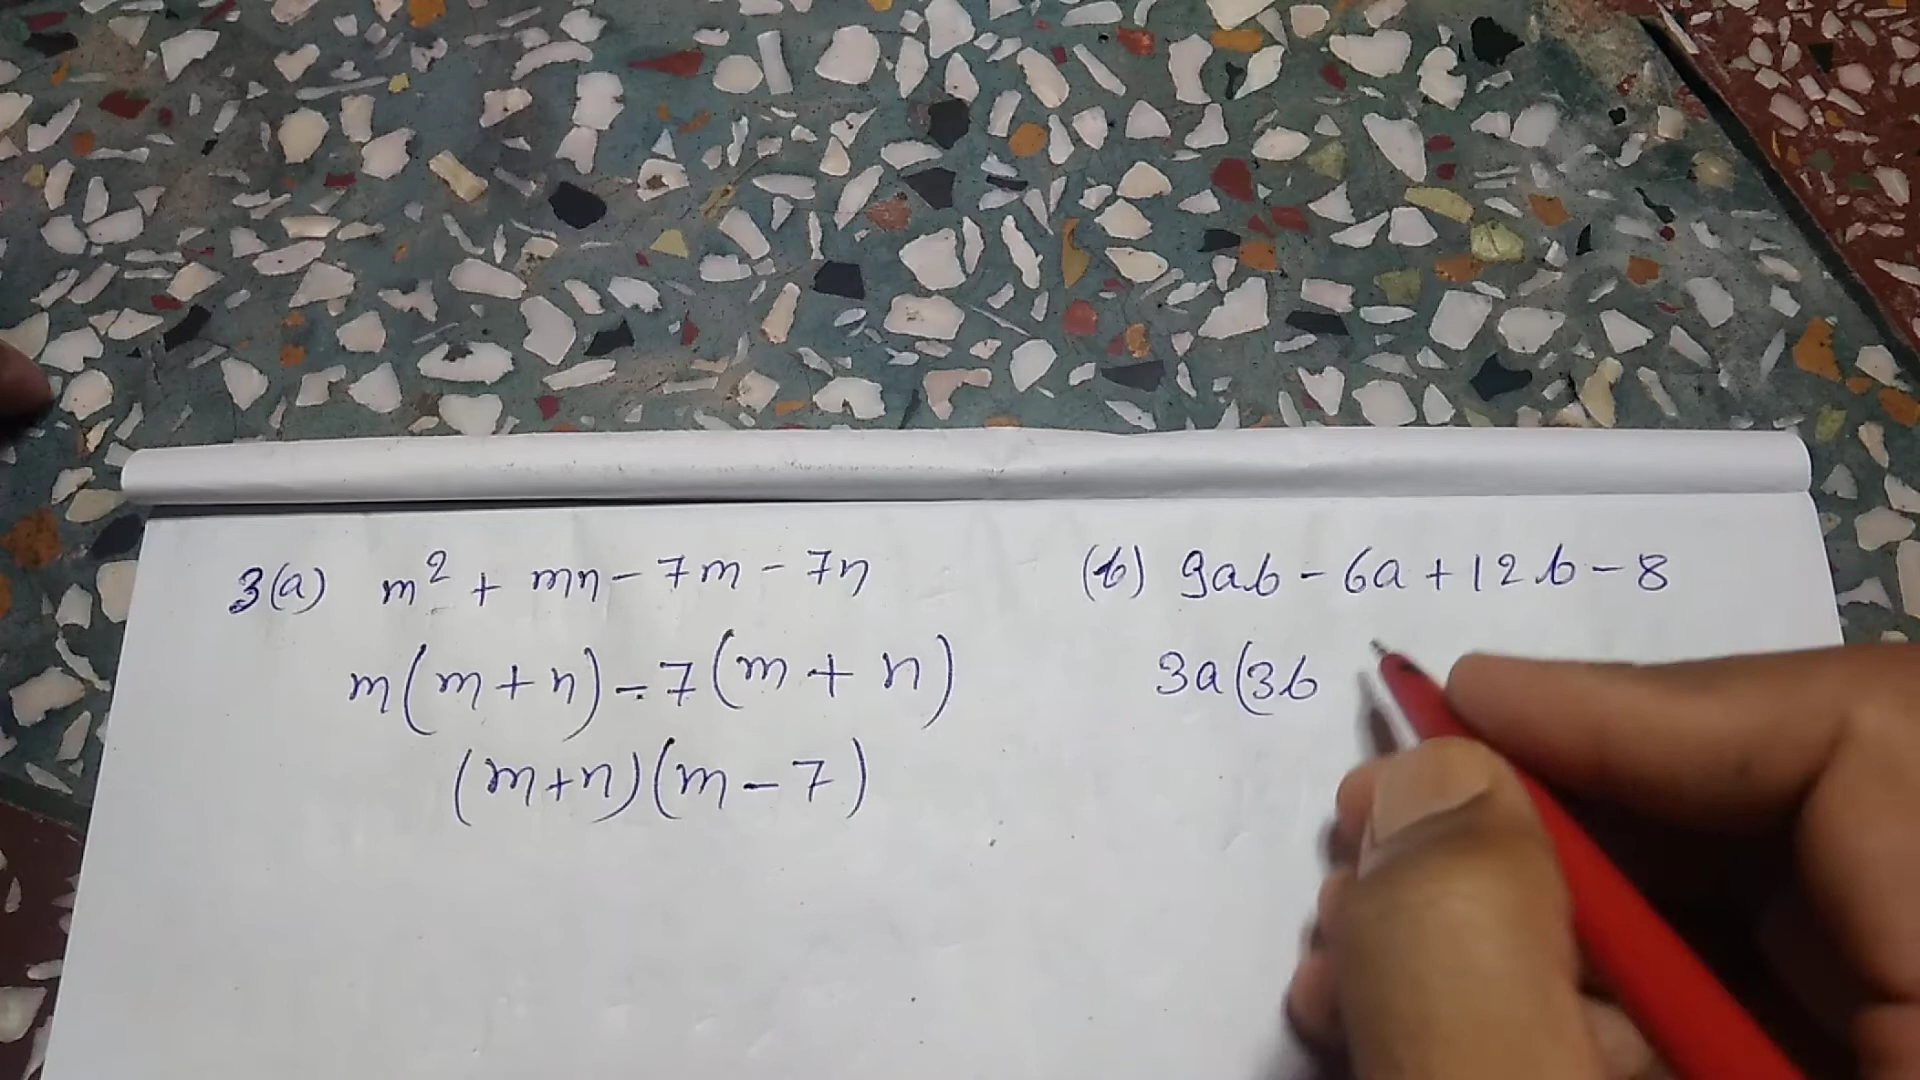 3(a) m² + mn - 7m - 7n
m(m + n) - 7(m + n)
(m+n)(m - 7)
(b) 9ab - 6a + 12b - 8
3a(3b